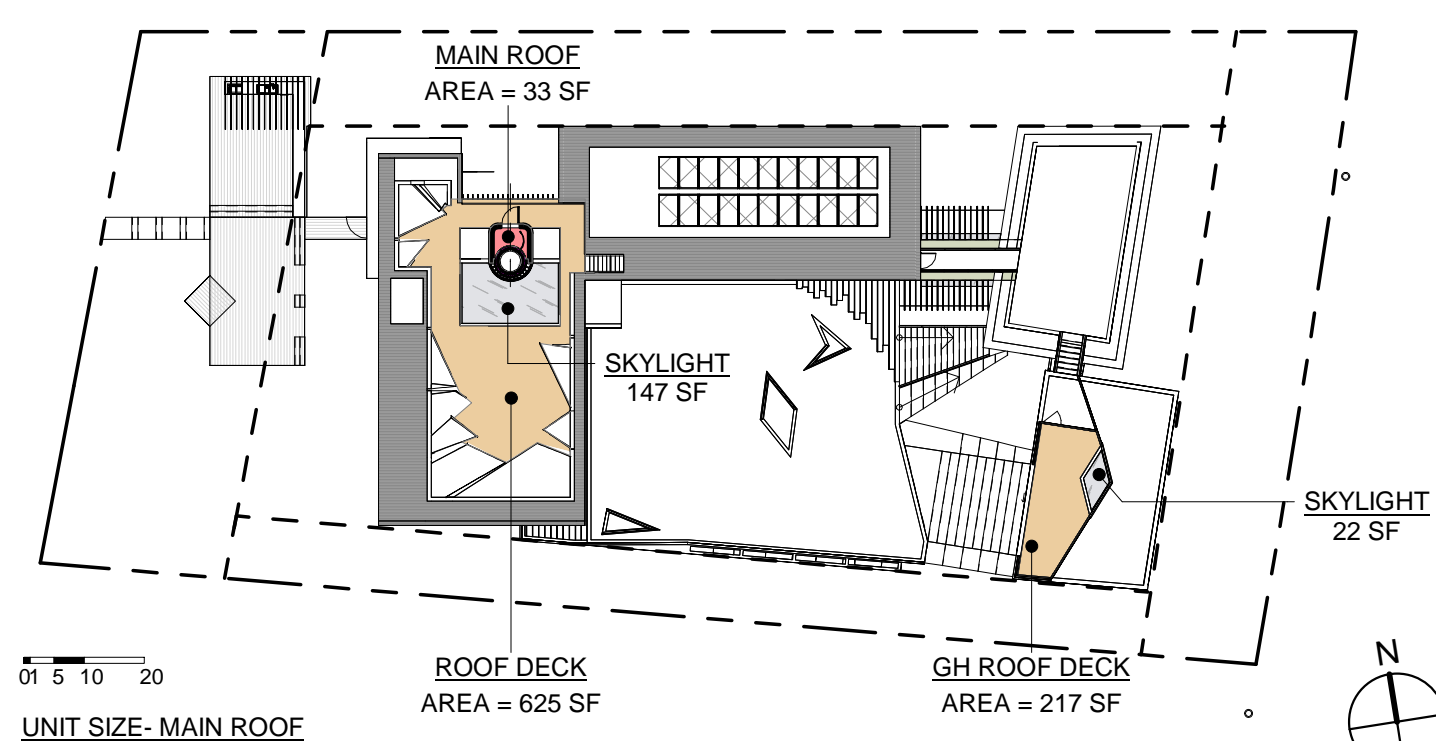 MAIN ROOF
AREA = 33 SF
SKYLIGHT
147 SF
SKYLIGHT
22 SF
ROOF DECK
AREA = 625 SF
GH ROOF DECK
AREA = 217 SF
01 5 10 20
UNIT SIZE- MAIN ROOF
N